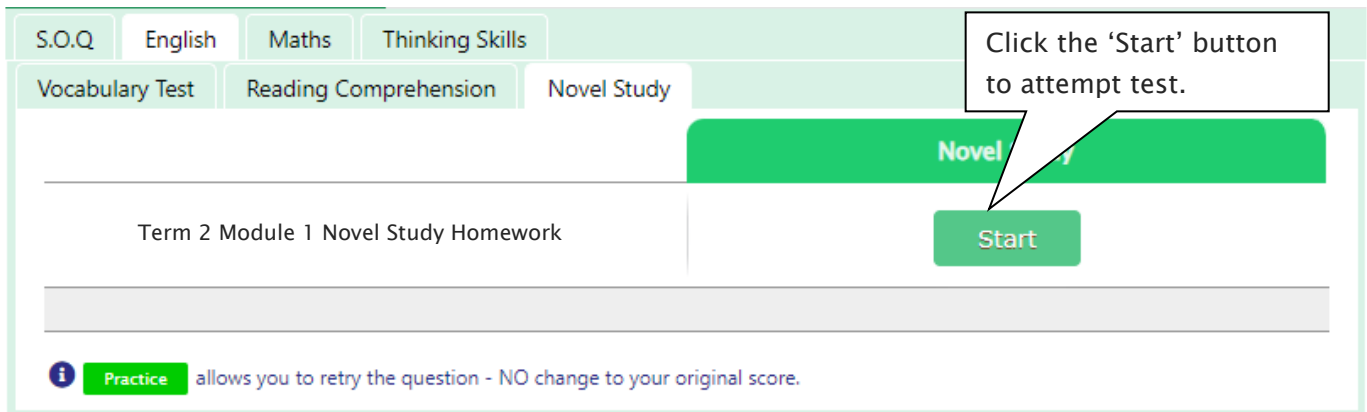 S.O.Q English Maths Thinking Skills
Click the ‘Start’ button
to attempt test.
Vocabulary Test Reading Comprehension Novel Study
Novel
Term 2 Module 1 Novel Study Homework
Start
Practice allows you to retry the question - NO change to your original score.